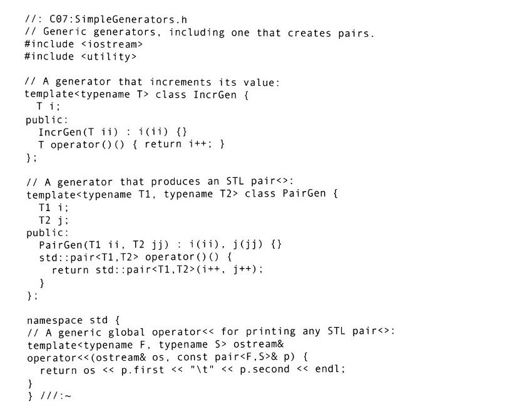 //: C07:SimpleGenerators.h
// Generic generators, including one that creates pairs.
#include <iostream>
#include <utility>

// A generator that increments its value:
template<typename T> class IncrGen {
  T i;
public:
  IncrGen(T ii) : i(ii) {}
  T operator()() { return i++; }
};

// A generator that produces an STL pair<>:
template<typename T1, typename T2> class PairGen {
  T1 i;
  T2 j;
public:
  PairGen(T1 ii, T2 jj) : i(ii), j(jj) {}
  std::pair<T1,T2> operator()() {
    return std::pair<T1,T2>(i++, j++);
  }
};

namespace std {
// A generic global operator<< for printing any STL pair<>:
template<typename F, typename S> ostream&
operator<<(ostream& os, const pair<F,S>& p) {
  return os << p.first << "\t" << p.second << endl;
}
} ///:~